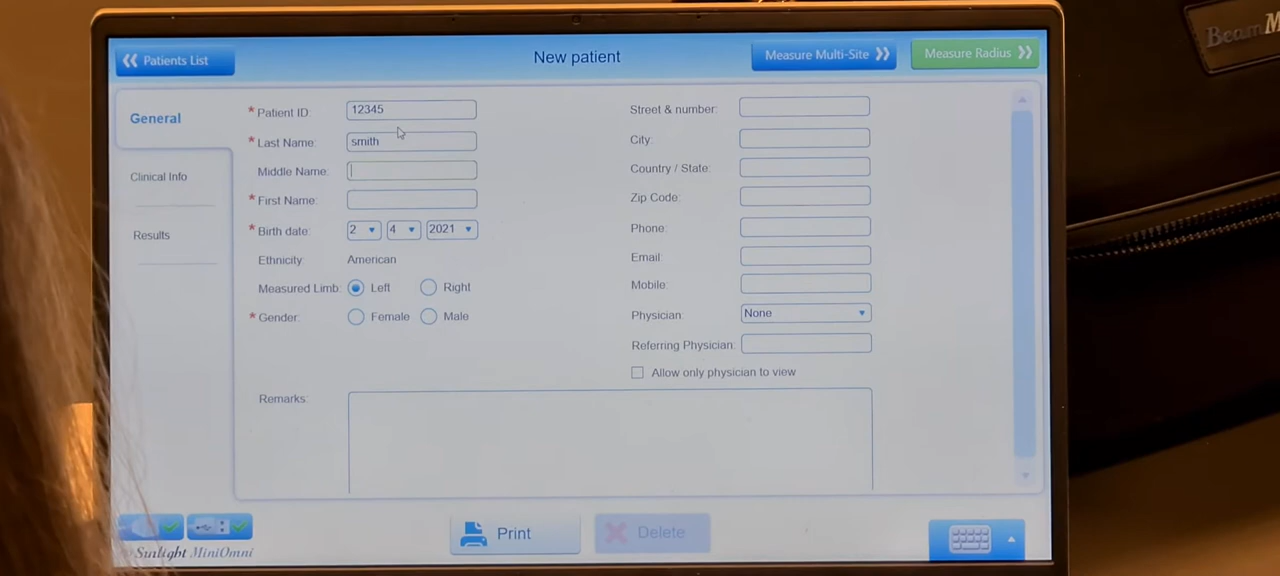 Patients List
New patient
Measure Multi-Site
Measure Radius
General
Clinical Info
Results
* Patient ID: 12345
* Last Name: smith
Middle Name:
* First Name:
* Birth date: 2 4 2021
Ethnicity American
Measured Limb: Left Right
* Gender: Female Male
Street & number:
City:
Country / State:
Zip Code:
Phone:
Email:
Mobile:
Physician: None
Referring Physician:
Allow only physician to view
Remarks:
Print
Delete
Sunlight MiniOmni
BeamM